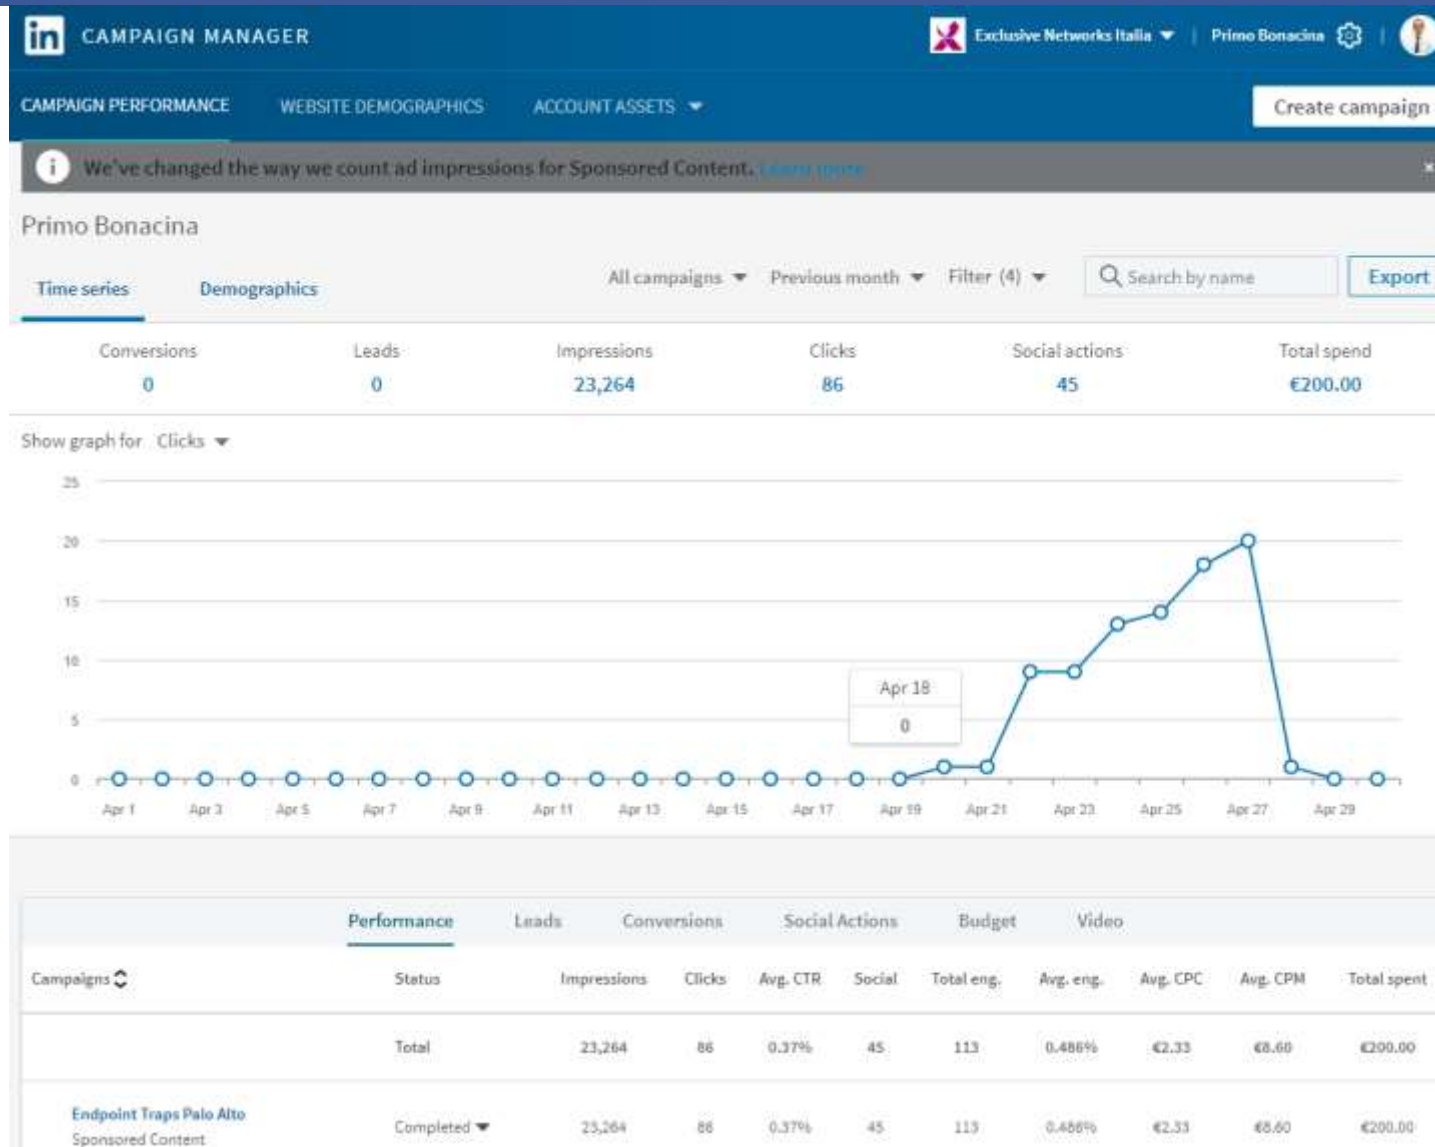 in CAMPAIGN MANAGER Exclusive Networks Italia Primo Bonacina
CAMPAIGN PERFORMANCE WEBSITE DEMOGRAPHICS ACCOUNT ASSETS Create campaign
i We've changed the way we count ad impressions for Sponsored Content. Learn more ×
Primo Bonacina
Time series Demographics All campaigns Previous month Filter (4) Search by name Export
Conversions Leads Impressions Clicks Social actions Total spend
0 0 23,264 86 45 €200.00
Show graph for Clicks
25
20
15
10
Apr 18
5
0
0
Apr 1 Apr 3 Apr 5 Apr 7 Apr 9 Apr 11 Apr 13 Apr 15 Apr 17 Apr 19 Apr 21 Apr 23 Apr 25 Apr 27 Apr 29
Performance Leads Conversions Social Actions Budget Video
Campaigns Status Impressions Clicks Avg. CTR Social Total eng. Avg. eng. Avg. CPC Avg. CPM Total spent
Total 23,264 86 0.37% 45 113 0.486% €2.33 €8.60 €200.00
Endpoint Traps Palo Alto
Sponsored Content
Completed 23,264 86 0.37% 45 113 0.486% €2.33 €8.60 €200.00